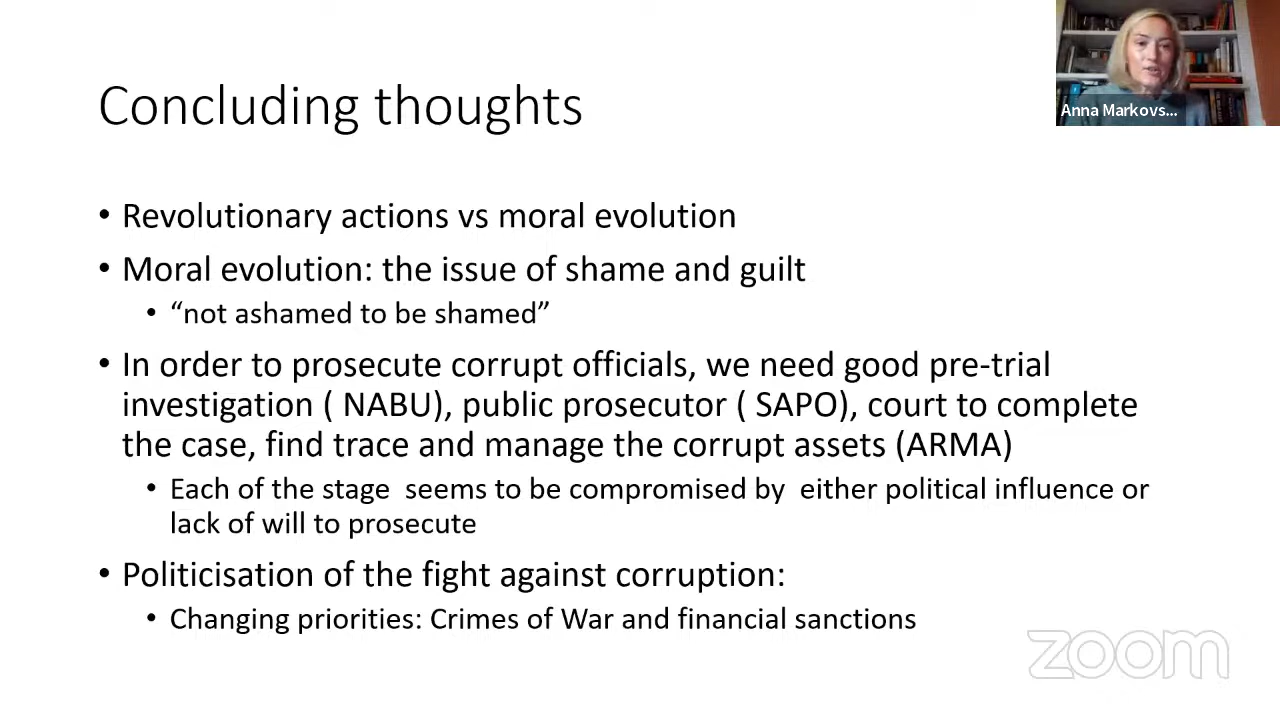 Concluding thoughts
Anna Markovs...
• Revolutionary actions vs moral evolution
• Moral evolution: the issue of shame and guilt
• “not ashamed to be shamed”
• In order to prosecute corrupt officials, we need good pre-trial
investigation ( NABU), public prosecutor ( SAPO), court to complete
the case, find trace and manage the corrupt assets (ARMA)
• Each of the stage  seems to be compromised by  either political influence or
lack of will to prosecute
• Politicisation of the fight against corruption:
• Changing priorities: Crimes of War and financial sanctions
zoom